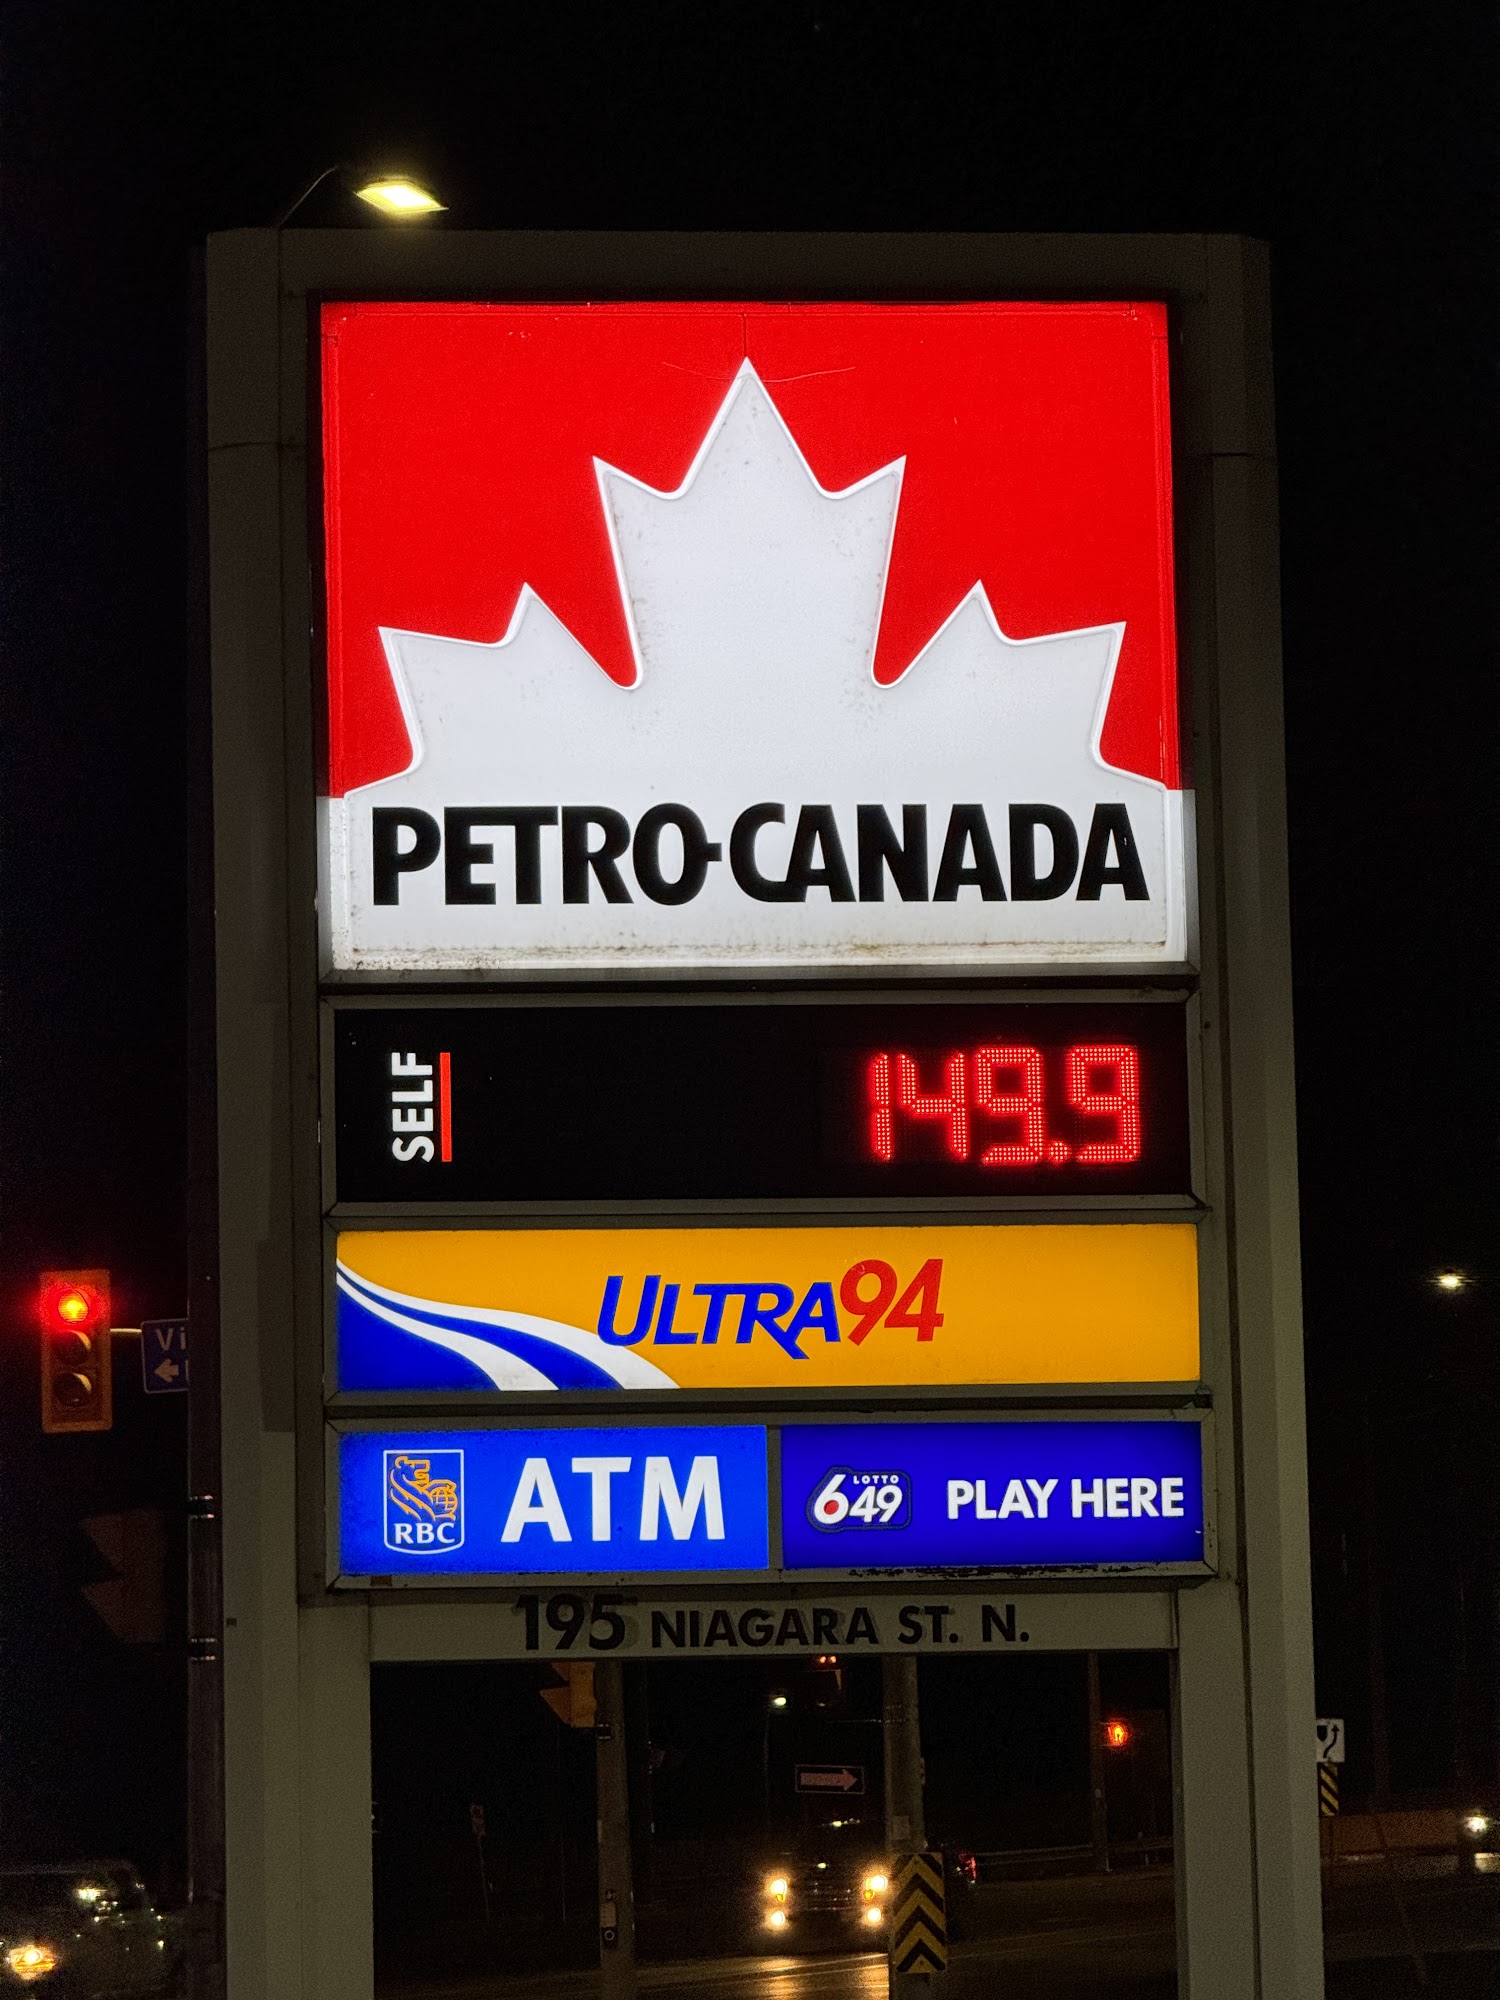 PETRO-CANADA
SELF
149.9
ULTRA94
RBC
ATM
LOTTO
649
PLAY HERE
195 NIAGARA ST. N.